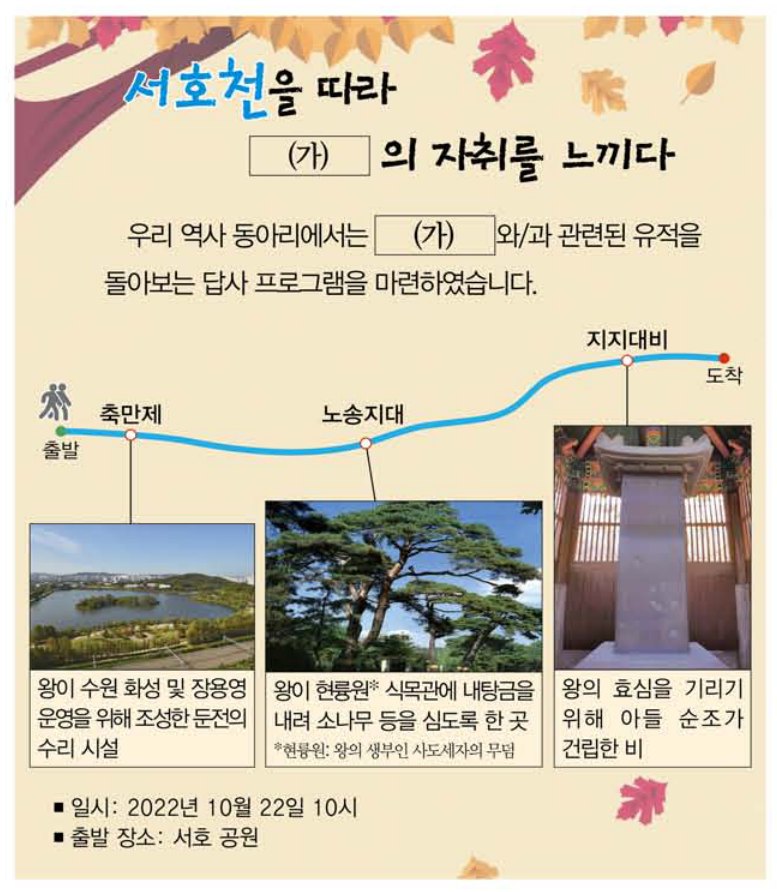 서호천을 따라
(가) 의 자취를 느끼다
우리 역사 동아리에서는 (가) 와/과 관련된 유적을
돌아보는 답사 프로그램을 마련하였습니다.
지지대비
도착
축만제
노송지대
출발
왕이 수원 화성 및 장용영
운영을 위해 조성한 둔전의
수리 시설
왕이 현륭원* 식목관에 내탕금을
내려 소나무 등을 심도록 한 곳
*현륭원: 왕의 생부인 사도세자의 무덤
왕의 효심을 기리기
위해 아들 순조가
건립한 비
■ 일시: 2022년 10월 22일 10시
■ 출발 장소: 서호 공원